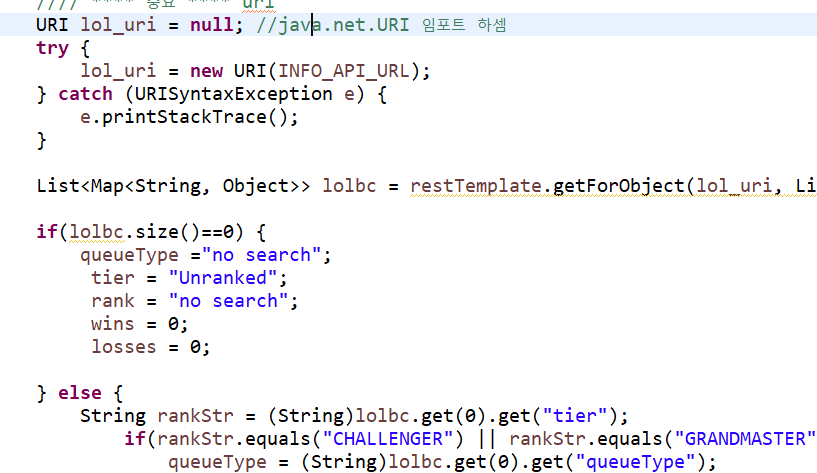 //// **** 중요 **** uri
URI lol_uri = null; //java.net.URI 임포트 하셈
try {
lol_uri = new URI(INFO_API_URL);
} catch (URISyntaxException e) {
e.printStackTrace();
}
List<Map<String, Object>> lolbc = restTemplate.getForObject(lol_uri, Li
if(lolbc.size()==0) {
queueType ="no search";
tier = "Unranked";
rank = "no search";
wins = 0;
losses = 0;
} else {
String rankStr = (String)lolbc.get(0).get("tier");
if(rankStr.equals("CHALLENGER") || rankStr.equals("GRANDMASTER"
queueType = (String)lolbc.get(0).get("queueType");